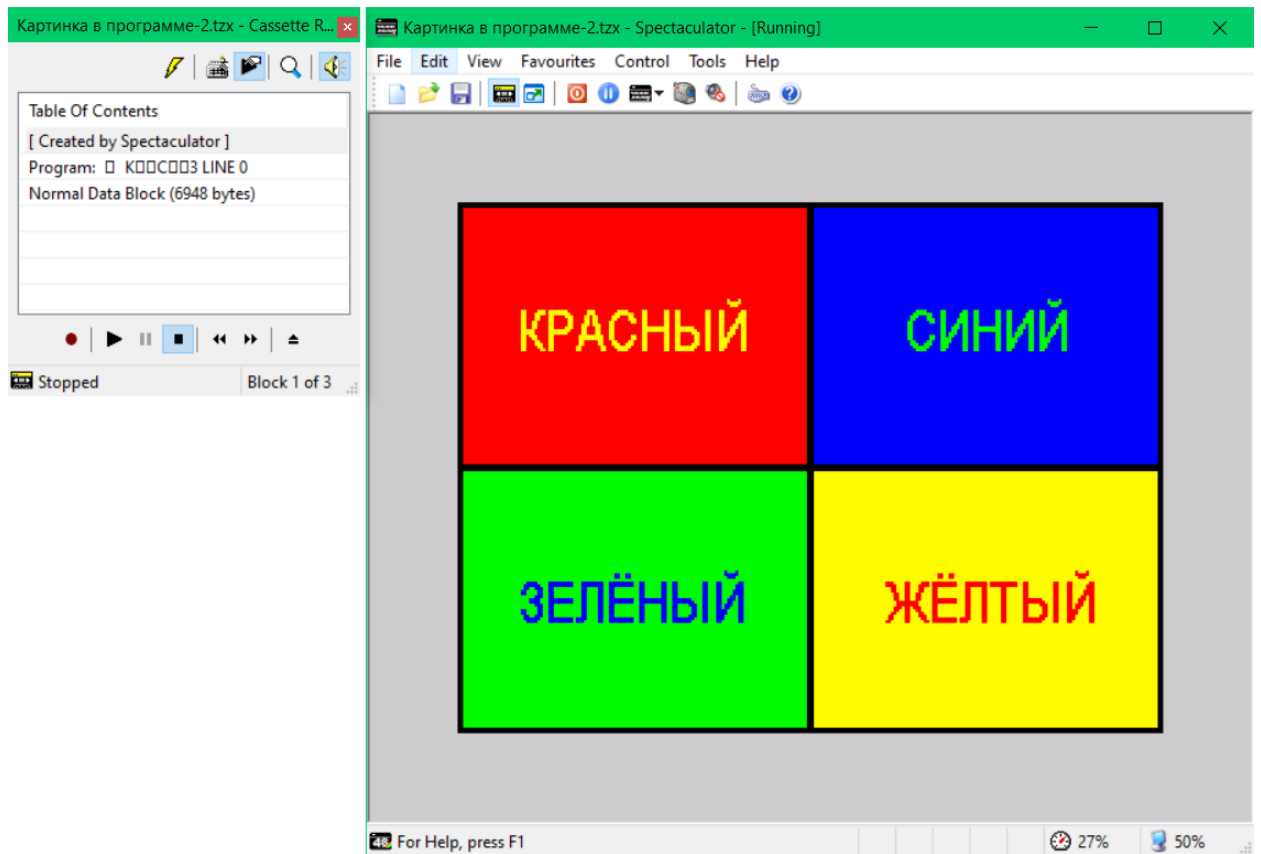 Картинка в программе-2.tzx - Cassette R...
Table Of Contents
[ Created by Spectaculator ]
Program: □ K□□C□□3 LINE 0
Normal Data Block (6948 bytes)
Stopped
Block 1 of 3
Картинка в программе-2.tzx - Spectaculator - [Running]
File Edit View Favourites Control Tools Help
КРАСНЫЙ
СИНИЙ
ЗЕЛЁНЫЙ
ЖЁЛТЫЙ
48 For Help, press F1
27%
50%